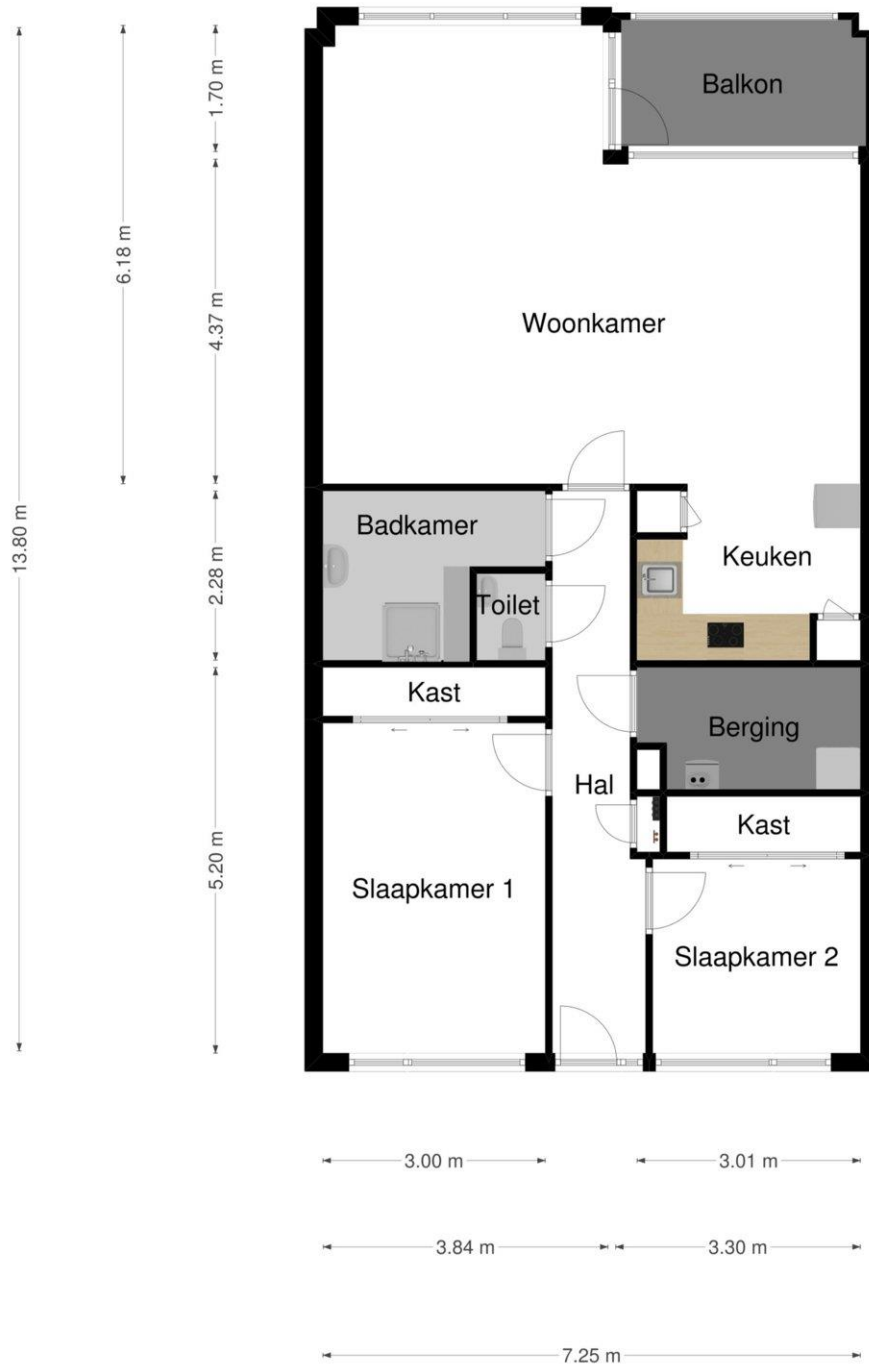 Balkon
1.70 m
6.18 m
Woonkamer
4.37 m
13.80 m
Badkamer
Keuken
2.28 m
Toilet
Kast
Berging
Hal
Kast
5.20 m
Slaapkamer 1
Slaapkamer 2
3.00 m
3.01 m
3.84 m
3.30 m
7.25 m